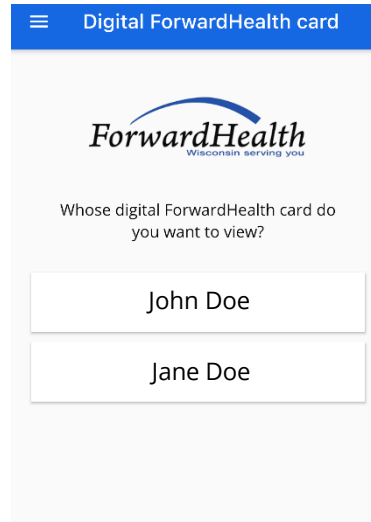 Digital ForwardHealth card
ForwardHealth
Wisconsin serving you
Whose digital ForwardHealth card do
you want to view?
John Doe
Jane Doe